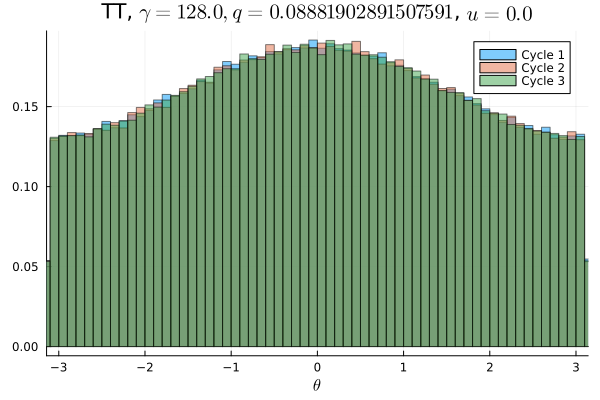 TT, γ = 128.0, q = 0.08881902891507591, u = 0.0
Cycle 1
Cycle 2
Cycle 3
0.15
0.10
0.05
0.00
−3 −2 −1 0 1 2 3
θ